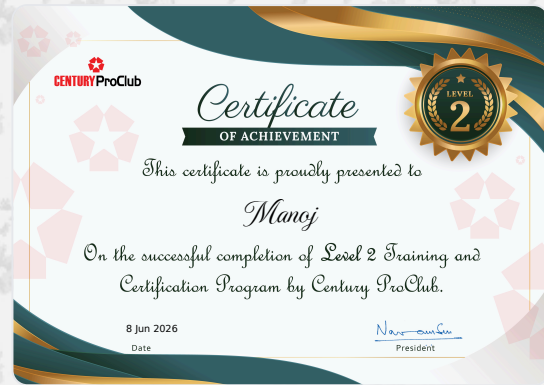 CENTURY ProClub
Certificate
OF ACHIEVEMENT
LEVEL
2
This certificate is proudly presented to
Manoj
On the successful completion of Level 2 Training and
Certification Program by Century ProClub.
8 Jun 2026
Date
President